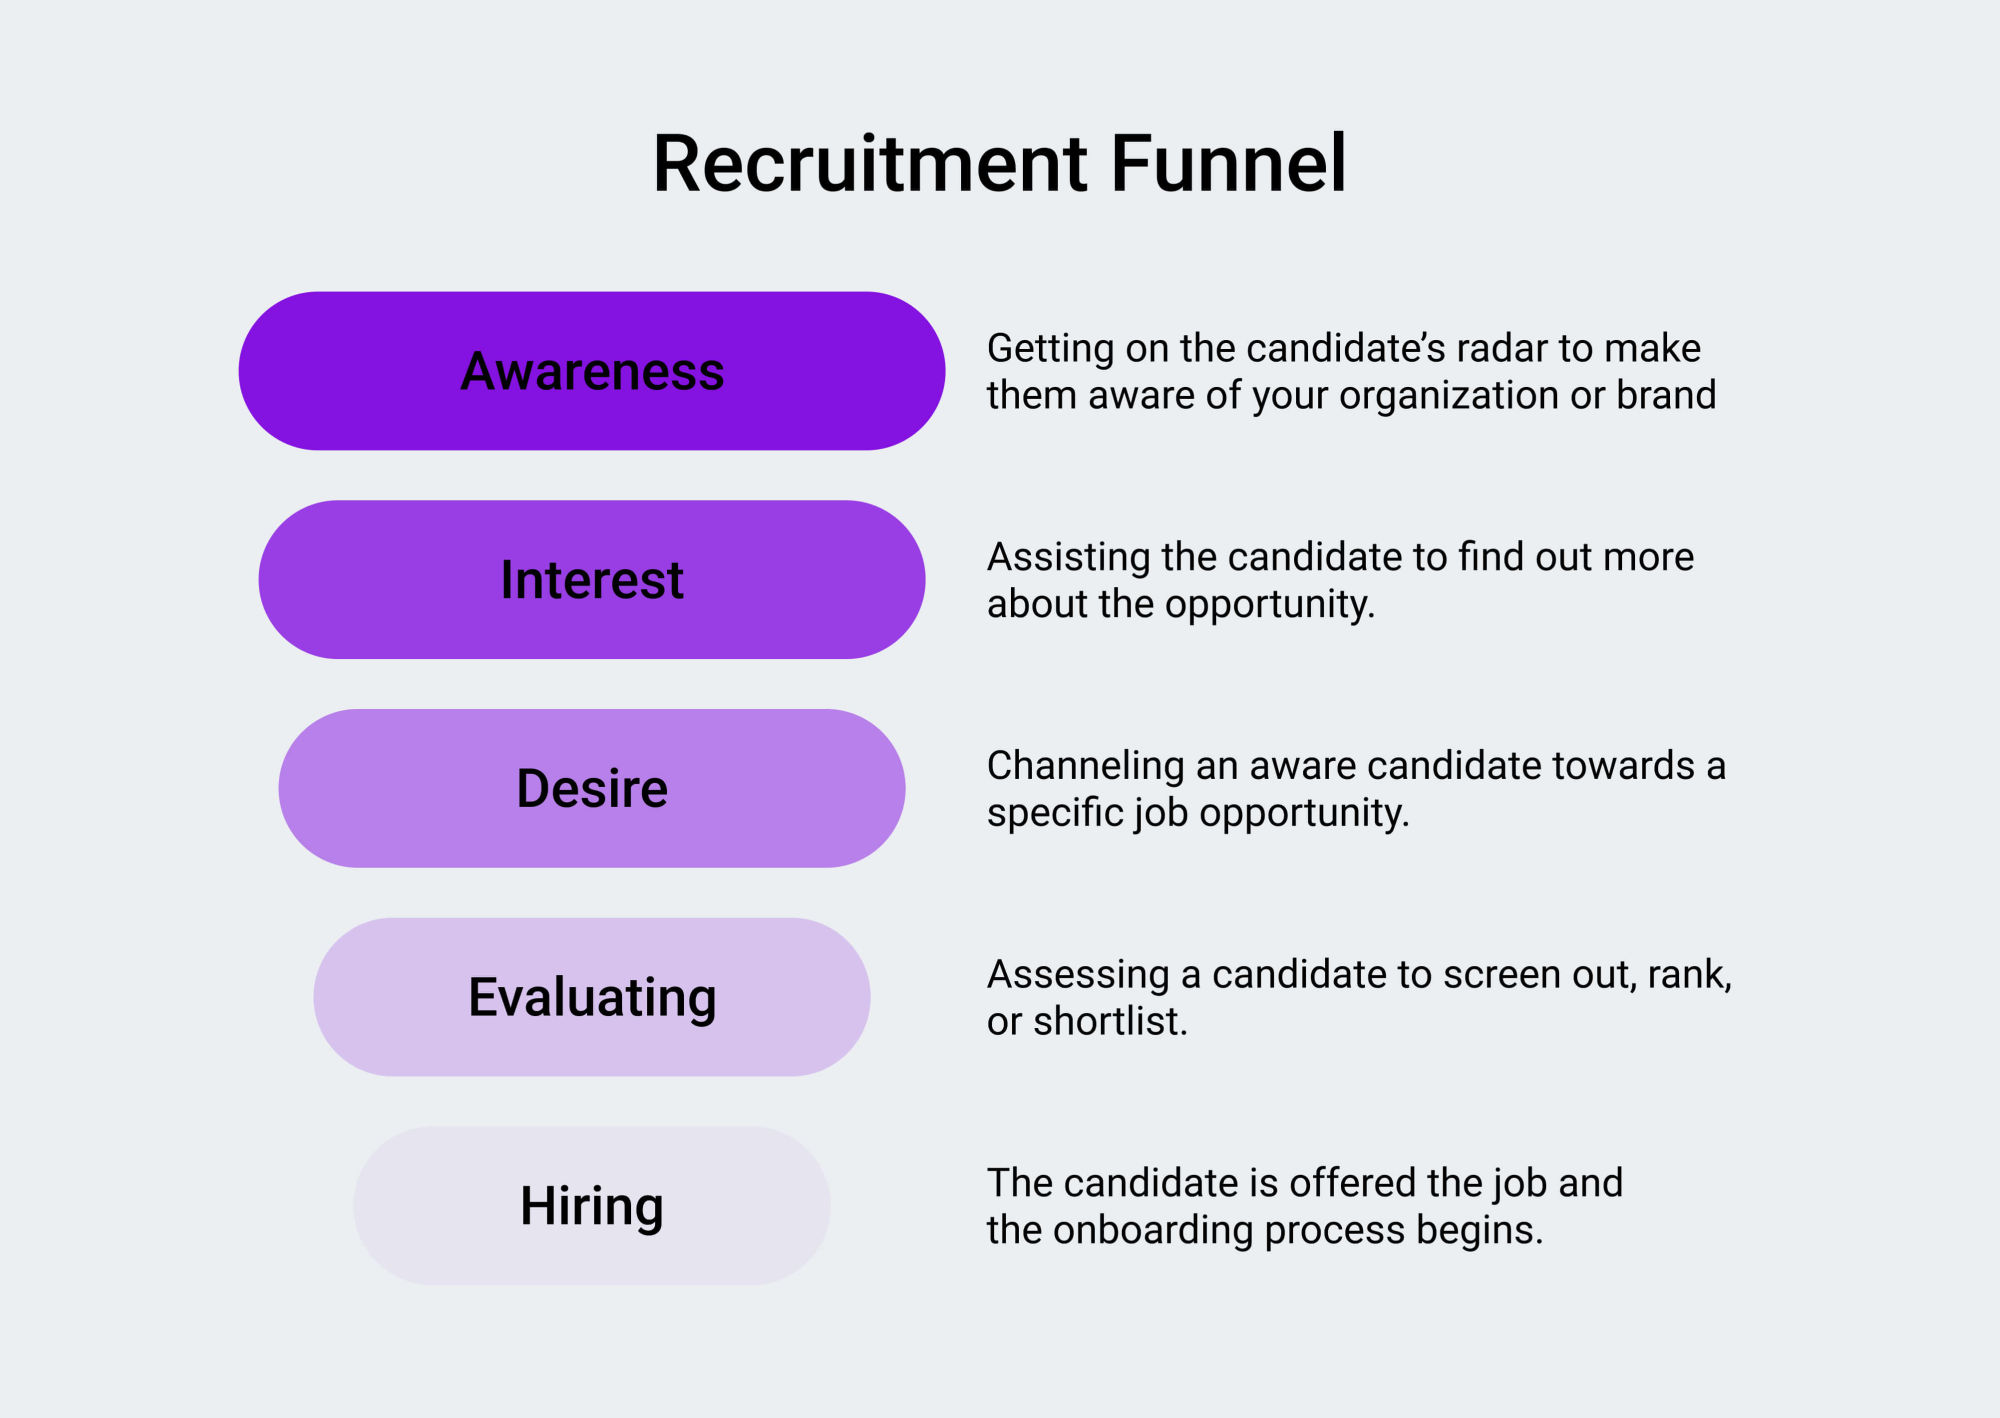 Recruitment Funnel
Awareness
Getting on the candidate’s radar to make
them aware of your organization or brand
Interest
Assisting the candidate to find out more
about the opportunity.
Desire
Channeling an aware candidate towards a
specific job opportunity.
Evaluating
Assessing a candidate to screen out, rank,
or shortlist.
Hiring
The candidate is offered the job and
the onboarding process begins.